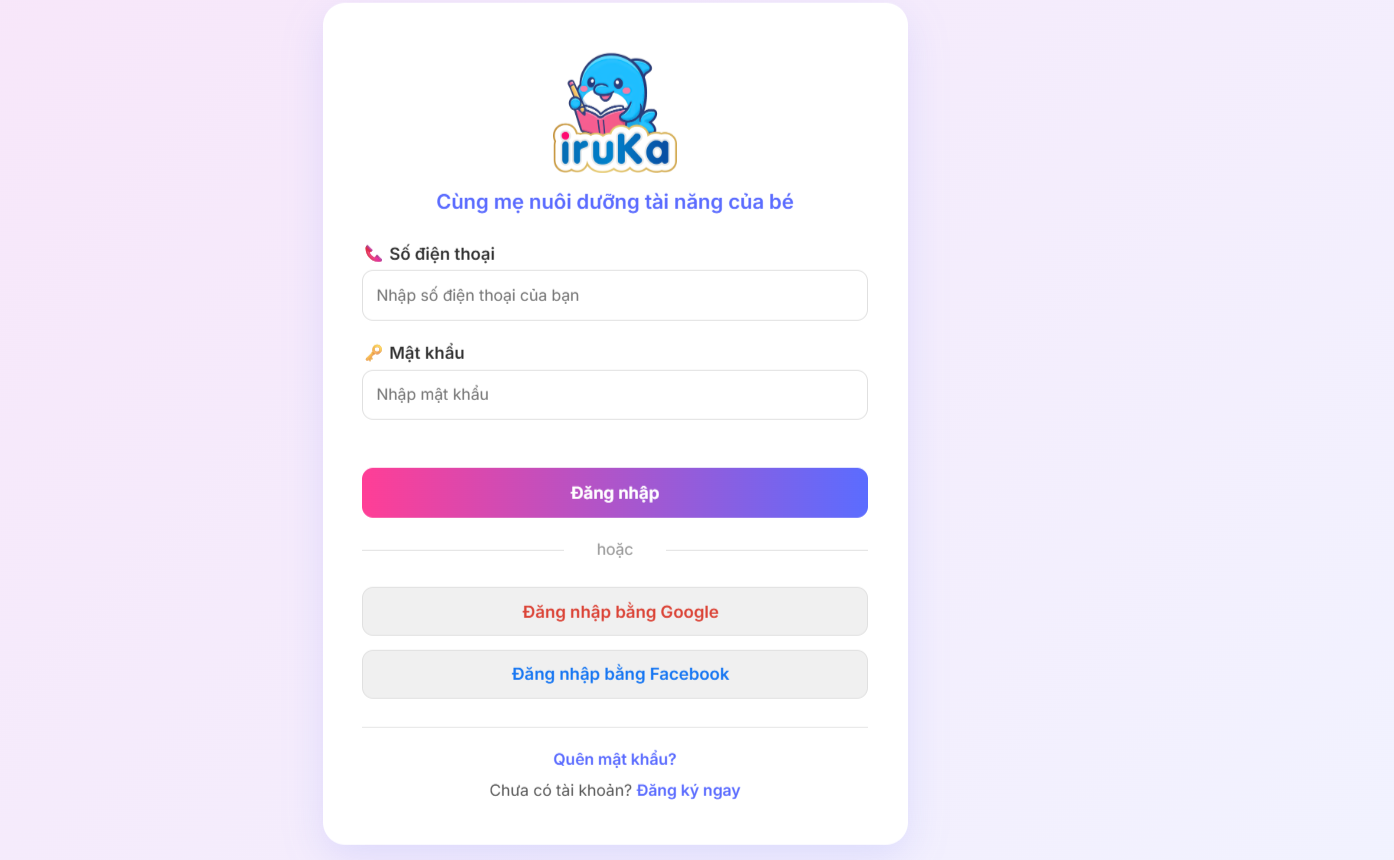 iruKa
Cùng mẹ nuôi dưỡng tài năng của bé
Số điện thoại
Nhập số điện thoại của bạn
Mật khẩu
Nhập mật khẩu
Đăng nhập
hoặc
Đăng nhập bằng Google
Đăng nhập bằng Facebook
Quên mật khẩu?
Chưa có tài khoản? Đăng ký ngay